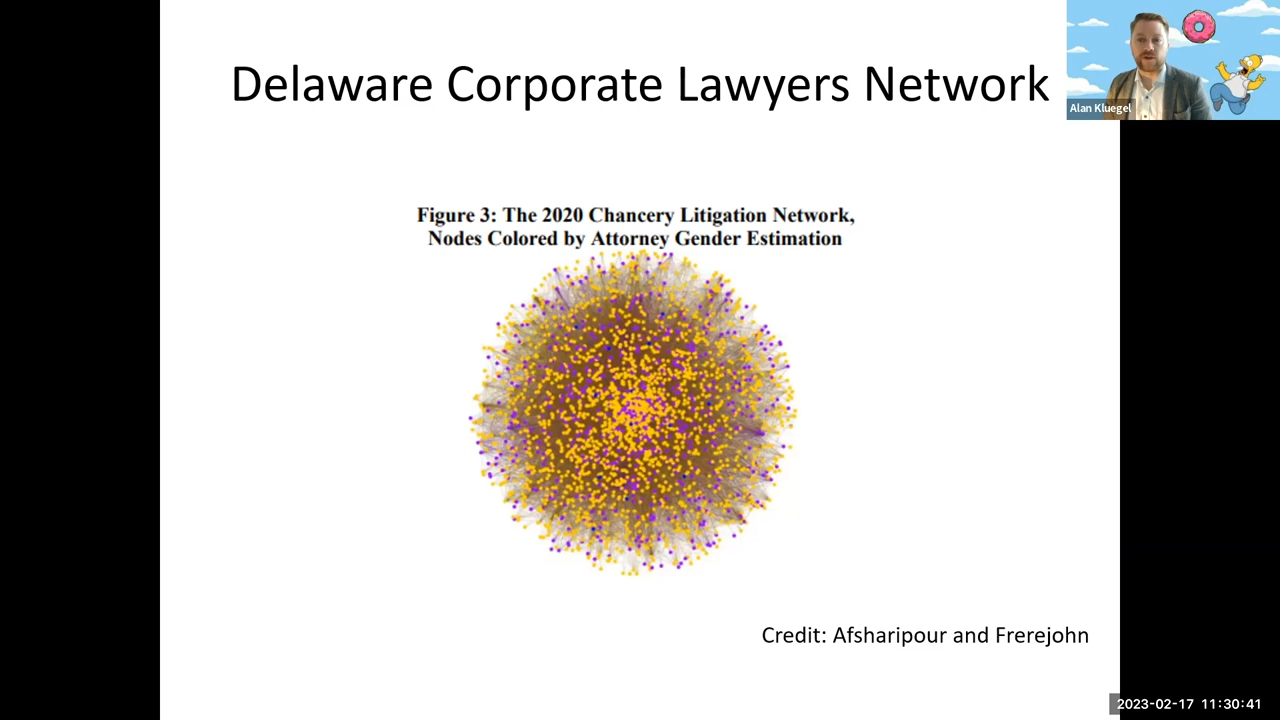 Delaware Corporate Lawyers Network
Alan Kluegel
Figure 3: The 2020 Chancery Litigation Network,
Nodes Colored by Attorney Gender Estimation
Credit: Afsharipour and Frerejohn
2023-02-17 11:30:41